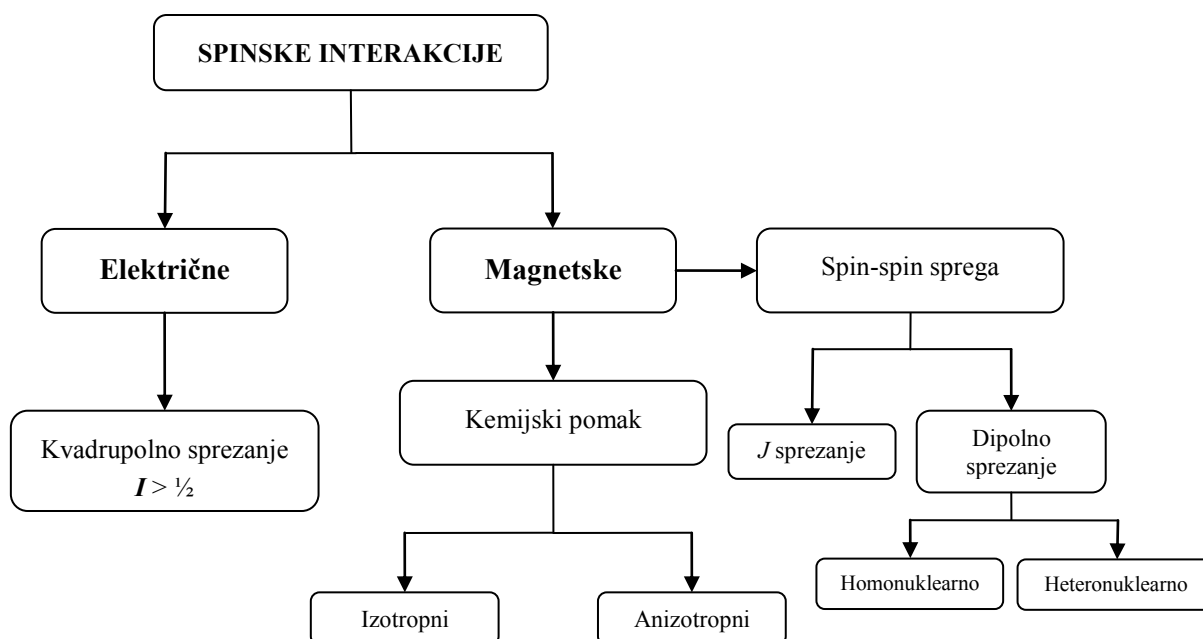 SPINSKE INTERAKCIJE
Električne
Magnetske
Spin-spin sprega
Kvadrupolno sprezanje
I > ½
Kemijski pomak
J sprezanje
Dipolno
sprezanje
Homonuklearno
Heteronuklearno
Izotropni
Anizotropni